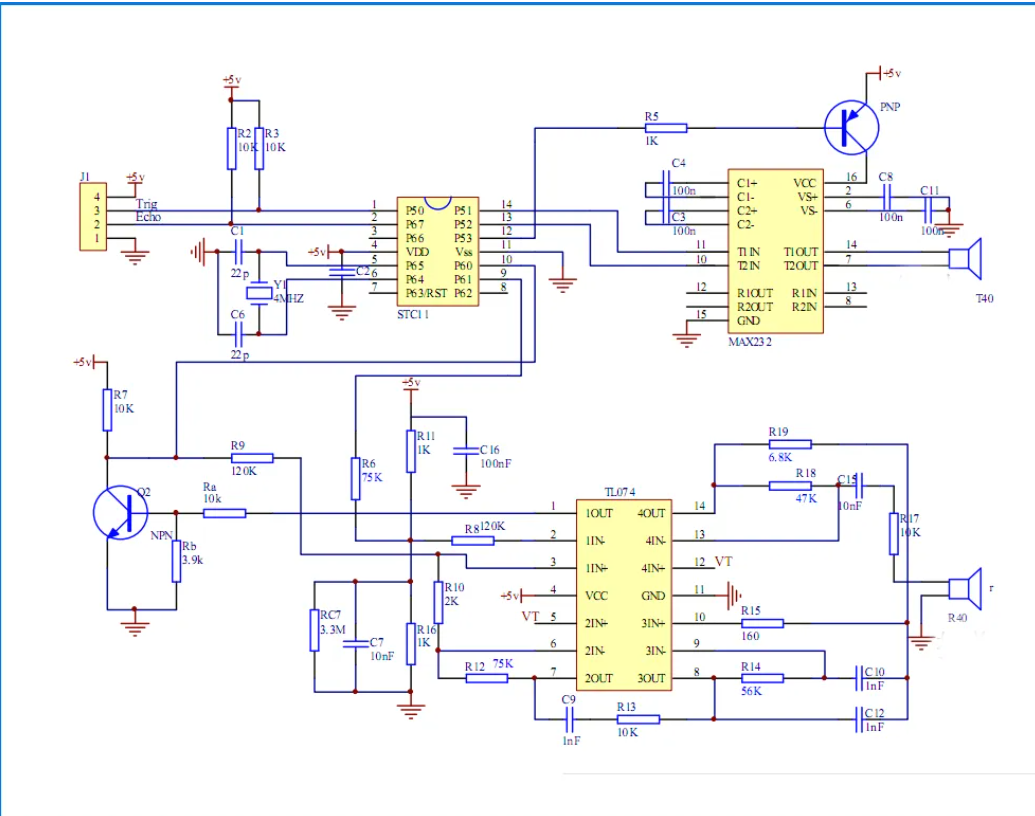 +5v
+5v
PNP
R2 R3
10K 10K
R5
1K
J1
+5v
4
3
2
1
Trig
Echo
C4
100n
C3
100n
C1+ VCC 16
C1- VS+ 2
C2+ VS- 6
C2-
C8
100n
C11
100n
1 P50 P51 14
2 P67 P52 13
3 P66 P53 12
4 VDD Vss 11
5 P65 P60 10
6 P64 P61 9
7 P63/RST P62 8
STC11
+5v
C2
C1
22p
Y1
4MHZ
C6
22p
11 T1IN T1OUT 14
10 T2IN T2OUT 7
12 R1OUT R1IN 13
R2OUT R2IN 8
15 GND
MAX232
T40
+5v
R7
10K
+5v
R11
1K
C16
100nF
R9
120K
R6
75K
Ra
10k
Q2
NPN
Rb
3.9k
R8 120K
R19
6.8K
R18
47K
C15
10nF
R17
10K
TL074
1 1OUT 4OUT 14
2 1IN- 4IN- 13
3 1IN+ 4IN+ 12 VT
+5v 4 VCC GND 11
VT 5 2IN+ 3IN+ 10
6 2IN- 3IN- 9
7 2OUT 3OUT 8
R10
2K
RC7
3.3M
C7
10nF
R16
1K
R12 75K
R15
160
R14
56K
C10
1nF
C12
1nF
C9
1nF
R13
10K
r
R40